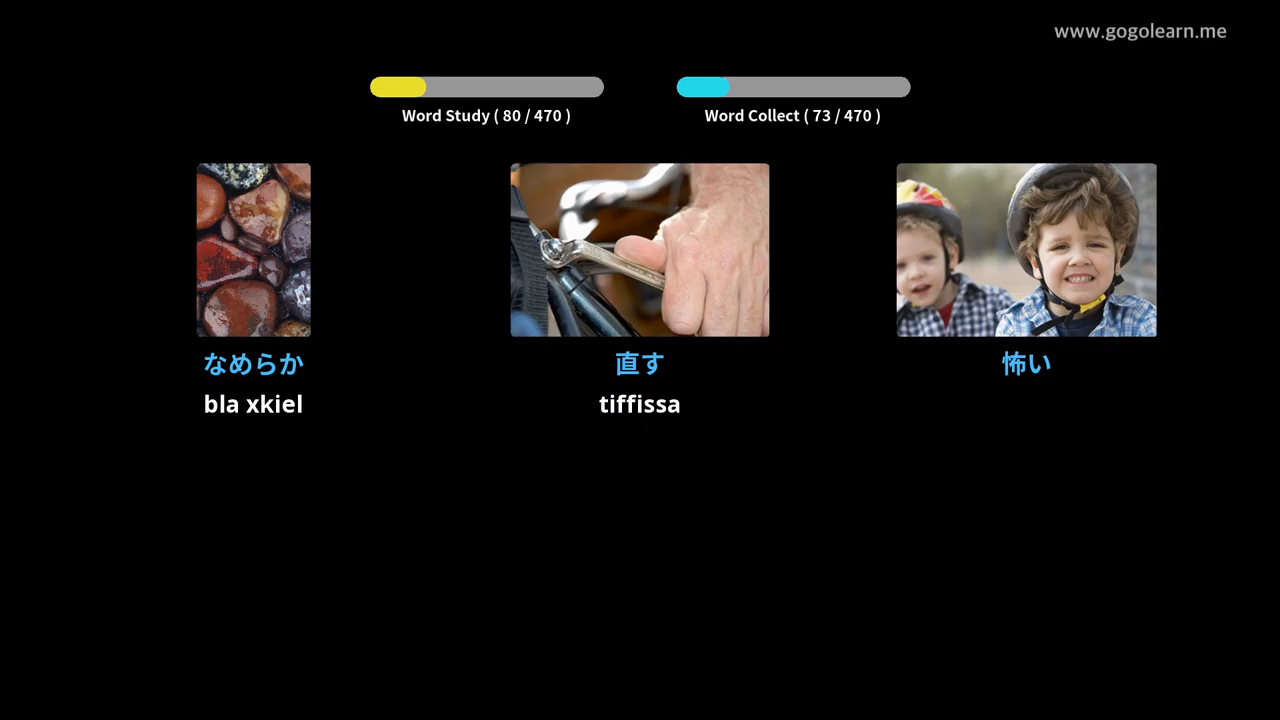 www.gogolearn.me
Word Study ( 80 / 470 )
Word Collect ( 73 / 470 )
なめらか
直す
怖い
bla xkiel
tiffissa